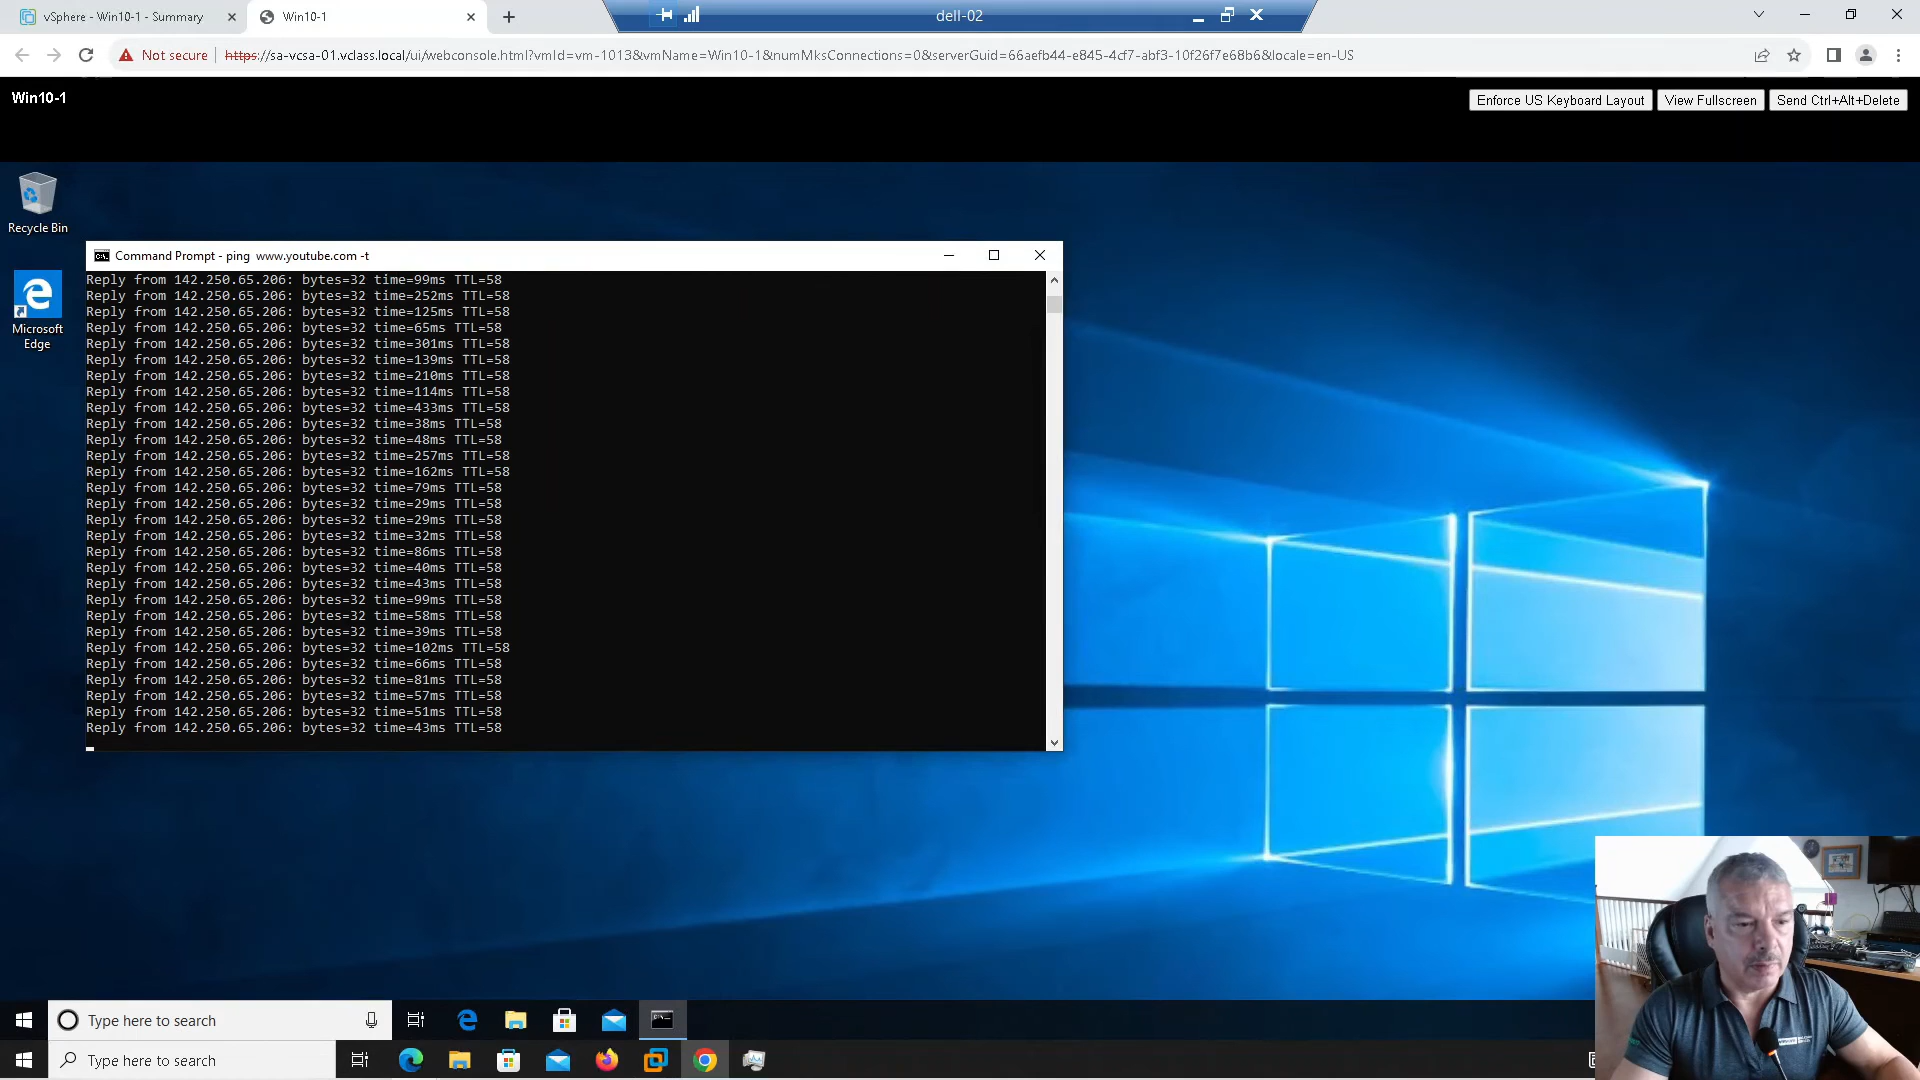 vSphere - Win10-1 - Summary
Win10-1
dell-02
Not secure
https://sa-vcsa-01.vclass.local/ui/webconsole.html?vmId=vm-1013&vmName=Win10-1&numMksConnections=0&serverGuid=66aefb44-e845-4cf7-abf3-10f26f7e68b6&locale=en-US
Win10-1
Enforce US Keyboard Layout
View Fullscreen
Send Ctrl+Alt+Delete
Recycle Bin
Microsoft
Edge
Command Prompt - ping www.youtube.com -t
Reply from 142.250.65.206: bytes=32 time=99ms TTL=58
Reply from 142.250.65.206: bytes=32 time=252ms TTL=58
Reply from 142.250.65.206: bytes=32 time=125ms TTL=58
Reply from 142.250.65.206: bytes=32 time=65ms TTL=58
Reply from 142.250.65.206: bytes=32 time=301ms TTL=58
Reply from 142.250.65.206: bytes=32 time=139ms TTL=58
Reply from 142.250.65.206: bytes=32 time=210ms TTL=58
Reply from 142.250.65.206: bytes=32 time=114ms TTL=58
Reply from 142.250.65.206: bytes=32 time=433ms TTL=58
Reply from 142.250.65.206: bytes=32 time=38ms TTL=58
Reply from 142.250.65.206: bytes=32 time=48ms TTL=58
Reply from 142.250.65.206: bytes=32 time=257ms TTL=58
Reply from 142.250.65.206: bytes=32 time=162ms TTL=58
Reply from 142.250.65.206: bytes=32 time=79ms TTL=58
Reply from 142.250.65.206: bytes=32 time=29ms TTL=58
Reply from 142.250.65.206: bytes=32 time=29ms TTL=58
Reply from 142.250.65.206: bytes=32 time=32ms TTL=58
Reply from 142.250.65.206: bytes=32 time=86ms TTL=58
Reply from 142.250.65.206: bytes=32 time=40ms TTL=58
Reply from 142.250.65.206: bytes=32 time=43ms TTL=58
Reply from 142.250.65.206: bytes=32 time=99ms TTL=58
Reply from 142.250.65.206: bytes=32 time=58ms TTL=58
Reply from 142.250.65.206: bytes=32 time=39ms TTL=58
Reply from 142.250.65.206: bytes=32 time=102ms TTL=58
Reply from 142.250.65.206: bytes=32 time=66ms TTL=58
Reply from 142.250.65.206: bytes=32 time=81ms TTL=58
Reply from 142.250.65.206: bytes=32 time=57ms TTL=58
Reply from 142.250.65.206: bytes=32 time=51ms TTL=58
Reply from 142.250.65.206: bytes=32 time=43ms TTL=58
Type here to search
Type here to search